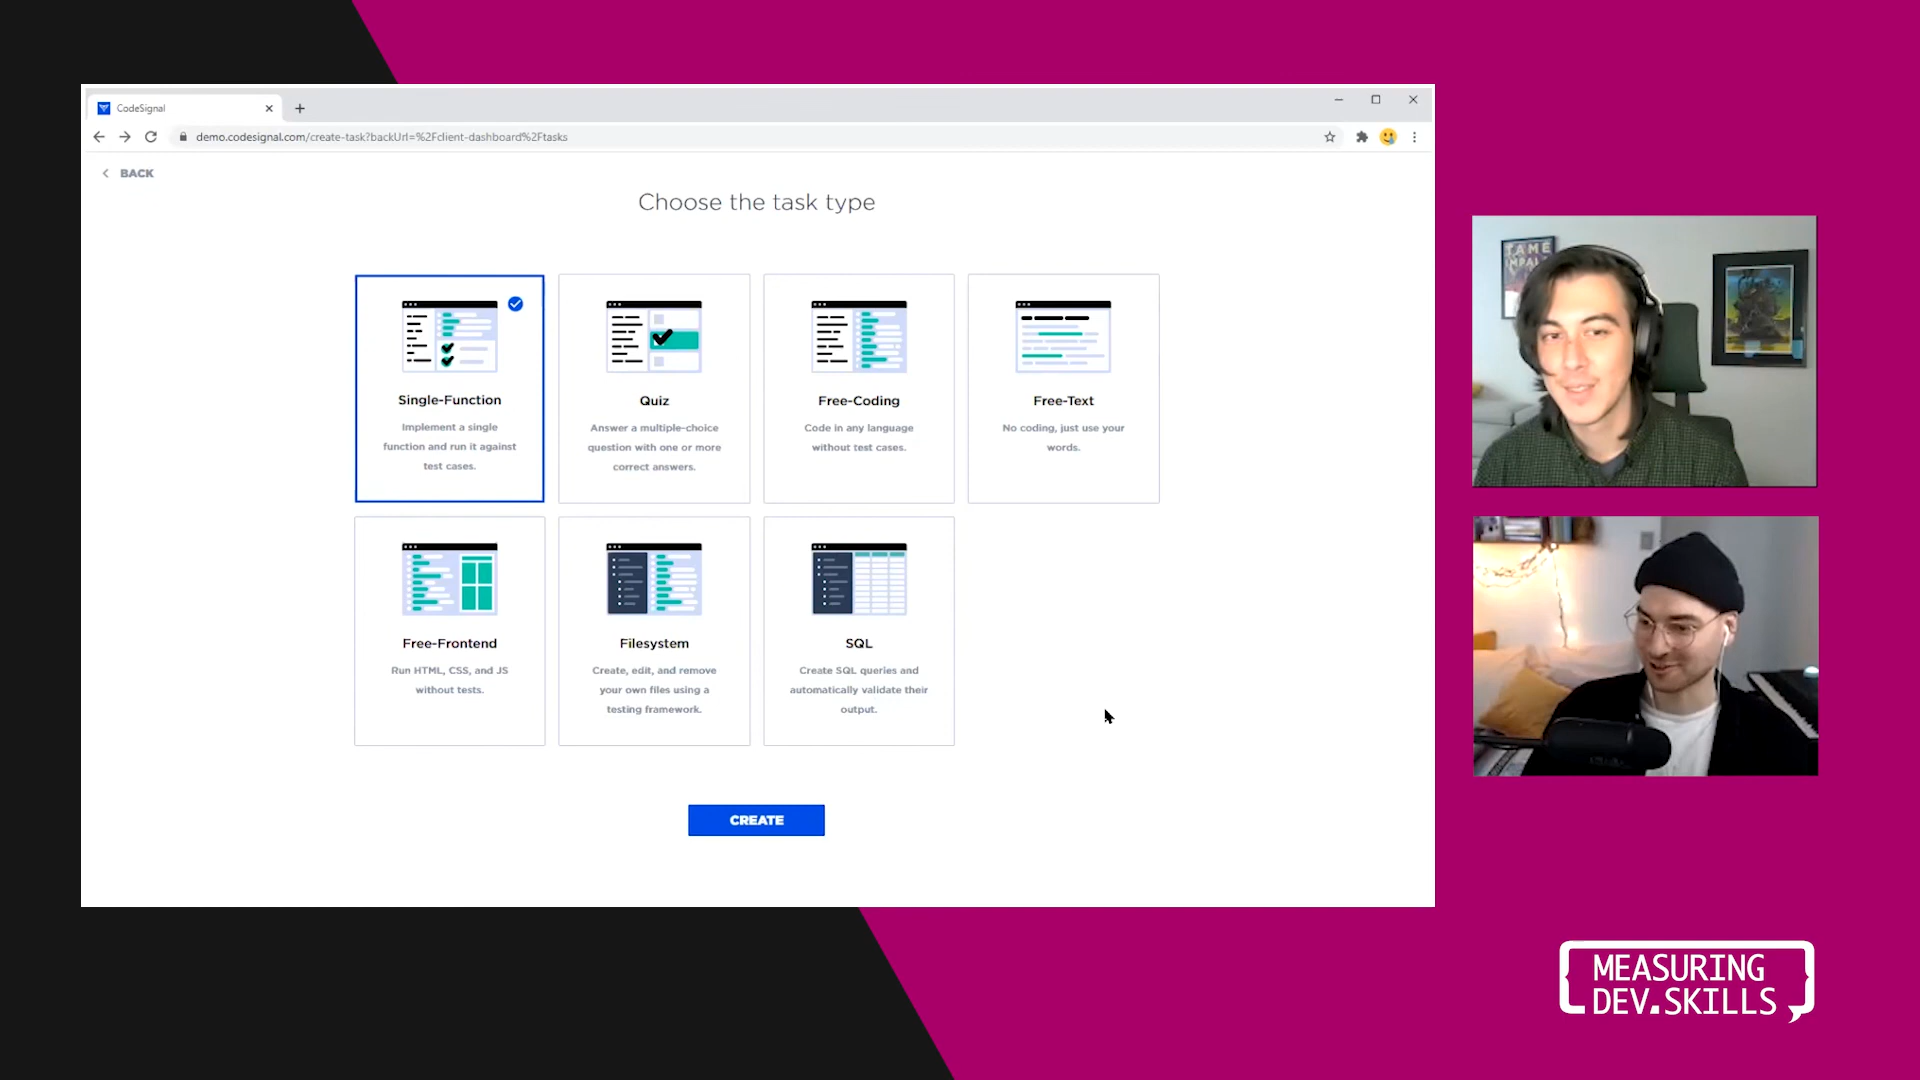 CodeSignal
demo.codesignal.com/create-task?backUrl=%2Fclient-dashboard%2Ftasks
BACK
Choose the task type
Single-Function
Implement a single
function and run it against
test cases.
Quiz
Answer a multiple-choice
question with one or more
correct answers.
Free-Coding
Code in any language
without test cases.
Free-Text
No coding, just use your
words.
Free-Frontend
Run HTML, CSS, and JS
without tests.
Filesystem
Create, edit, and remove
your own files using a
testing framework.
SQL
Create SQL queries and
automatically validate their
output.
CREATE
TAME
IMPALA
MEASURING
DEV.SKILLS